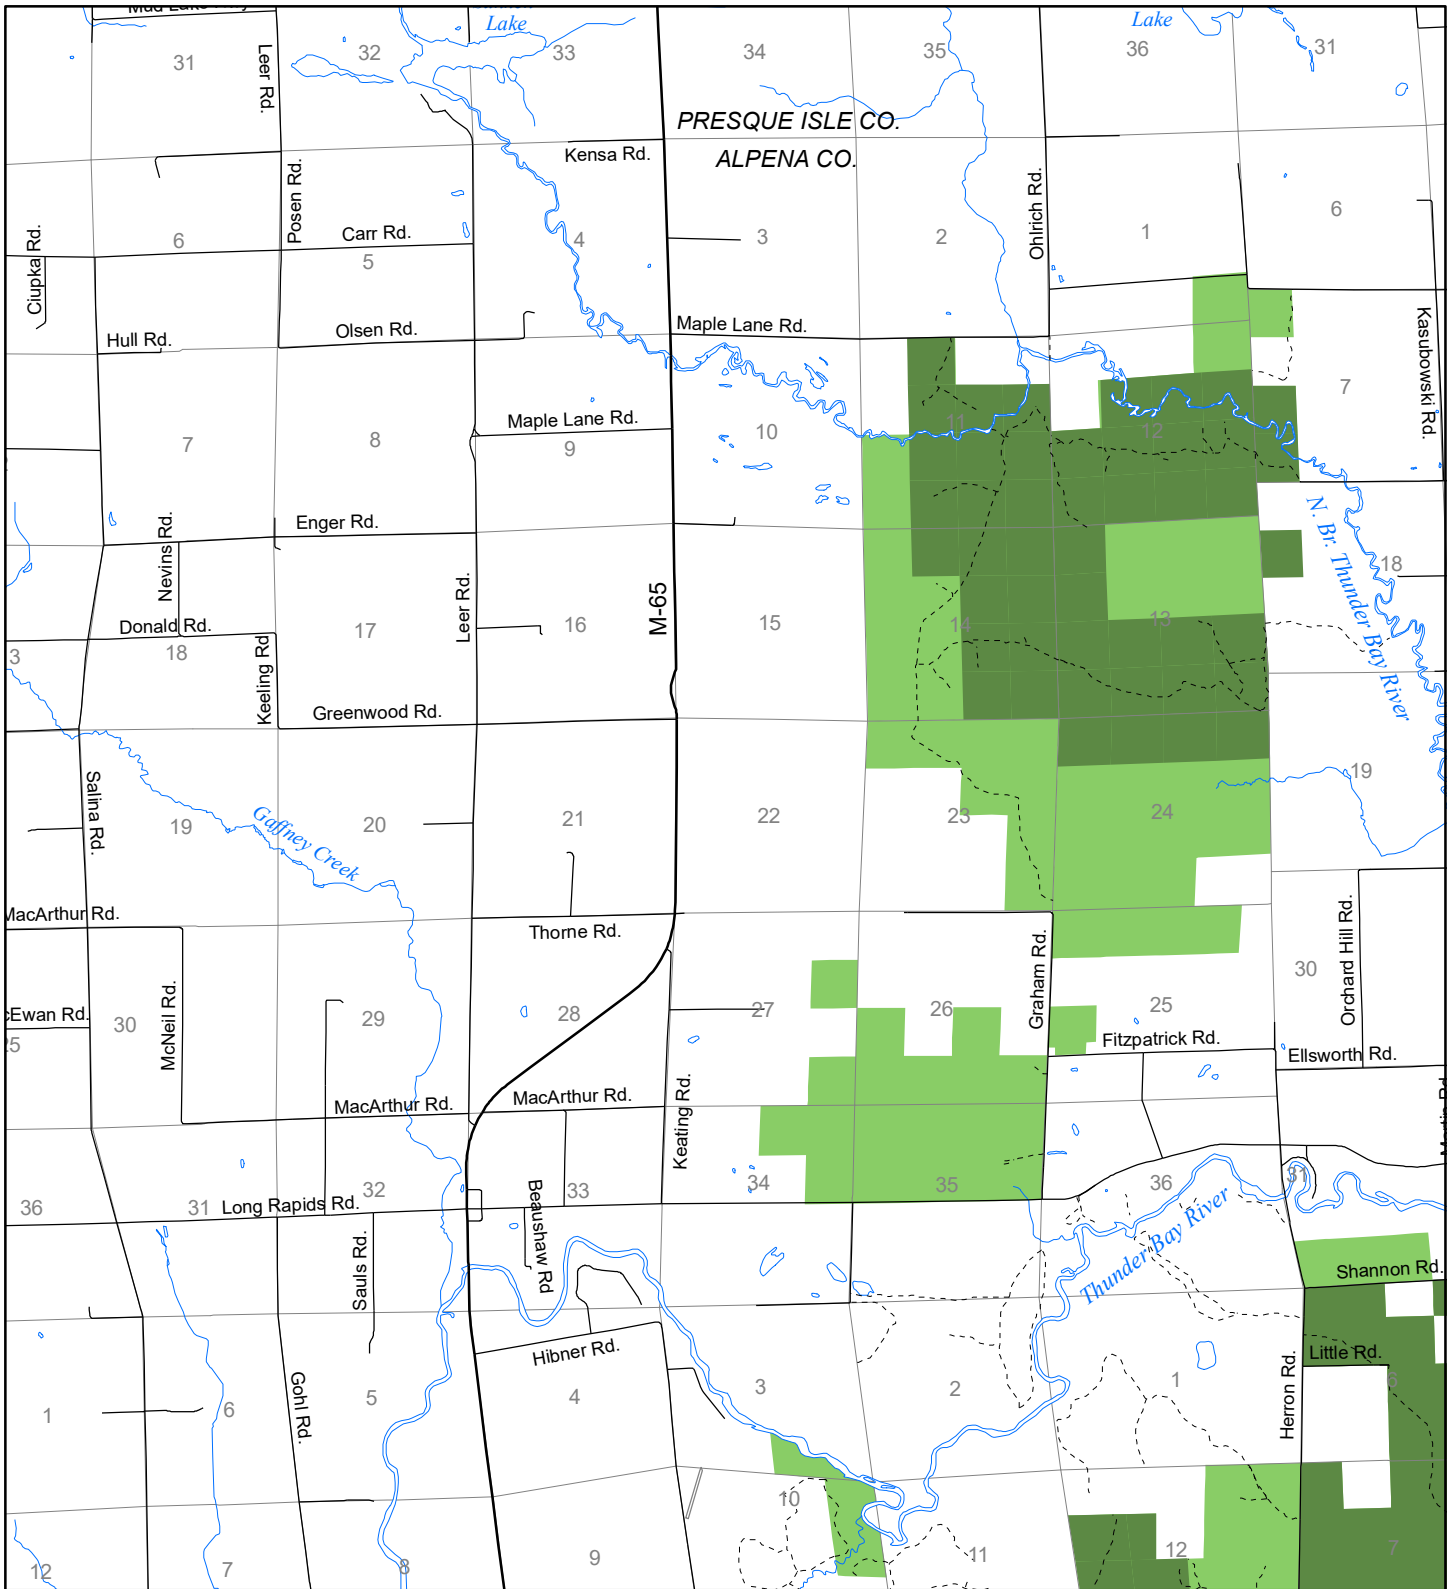 Lake
Lake
31
Leer Rd.
32
33
34
35
36
31
PRESQUE ISLE CO.
ALPENA CO.
Kensa Rd.
Posen Rd.
Ohlrich Rd.
Ciupka Rd.
6
Carr Rd.
5
4
3
2
1
6
Hull Rd.
Olsen Rd.
Maple Lane Rd.
Kasubowski Rd.
7
8
Maple Lane Rd.
9
10
11
12
7
Nevins Rd.
Enger Rd.
N. Br. Thunder Bay River
18
Leer Rd.
M-65
3
Donald Rd.
18
Keeling Rd
17
16
15
14
13
Greenwood Rd.
Salina Rd.
19
Gaffney Creek
20
21
22
23
24
19
MacArthur Rd.
Thorne Rd.
Graham Rd.
Orchard Hill Rd.
cEwan Rd.
25
30
McNeil Rd.
29
28
27
26
25
30
Fitzpatrick Rd.
Ellsworth Rd.
MacArthur Rd.
MacArthur Rd.
Keating Rd.
36
31
Long Rapids Rd.
32
Beaushaw Rd
33
34
35
36
31
Sauls Rd.
Thunder Bay River
Shannon Rd.
Hibner Rd.
Herron Rd.
Little Rd.
1
6
Gohl Rd.
5
4
3
2
1
6
12
7
8
9
10
11
12
7